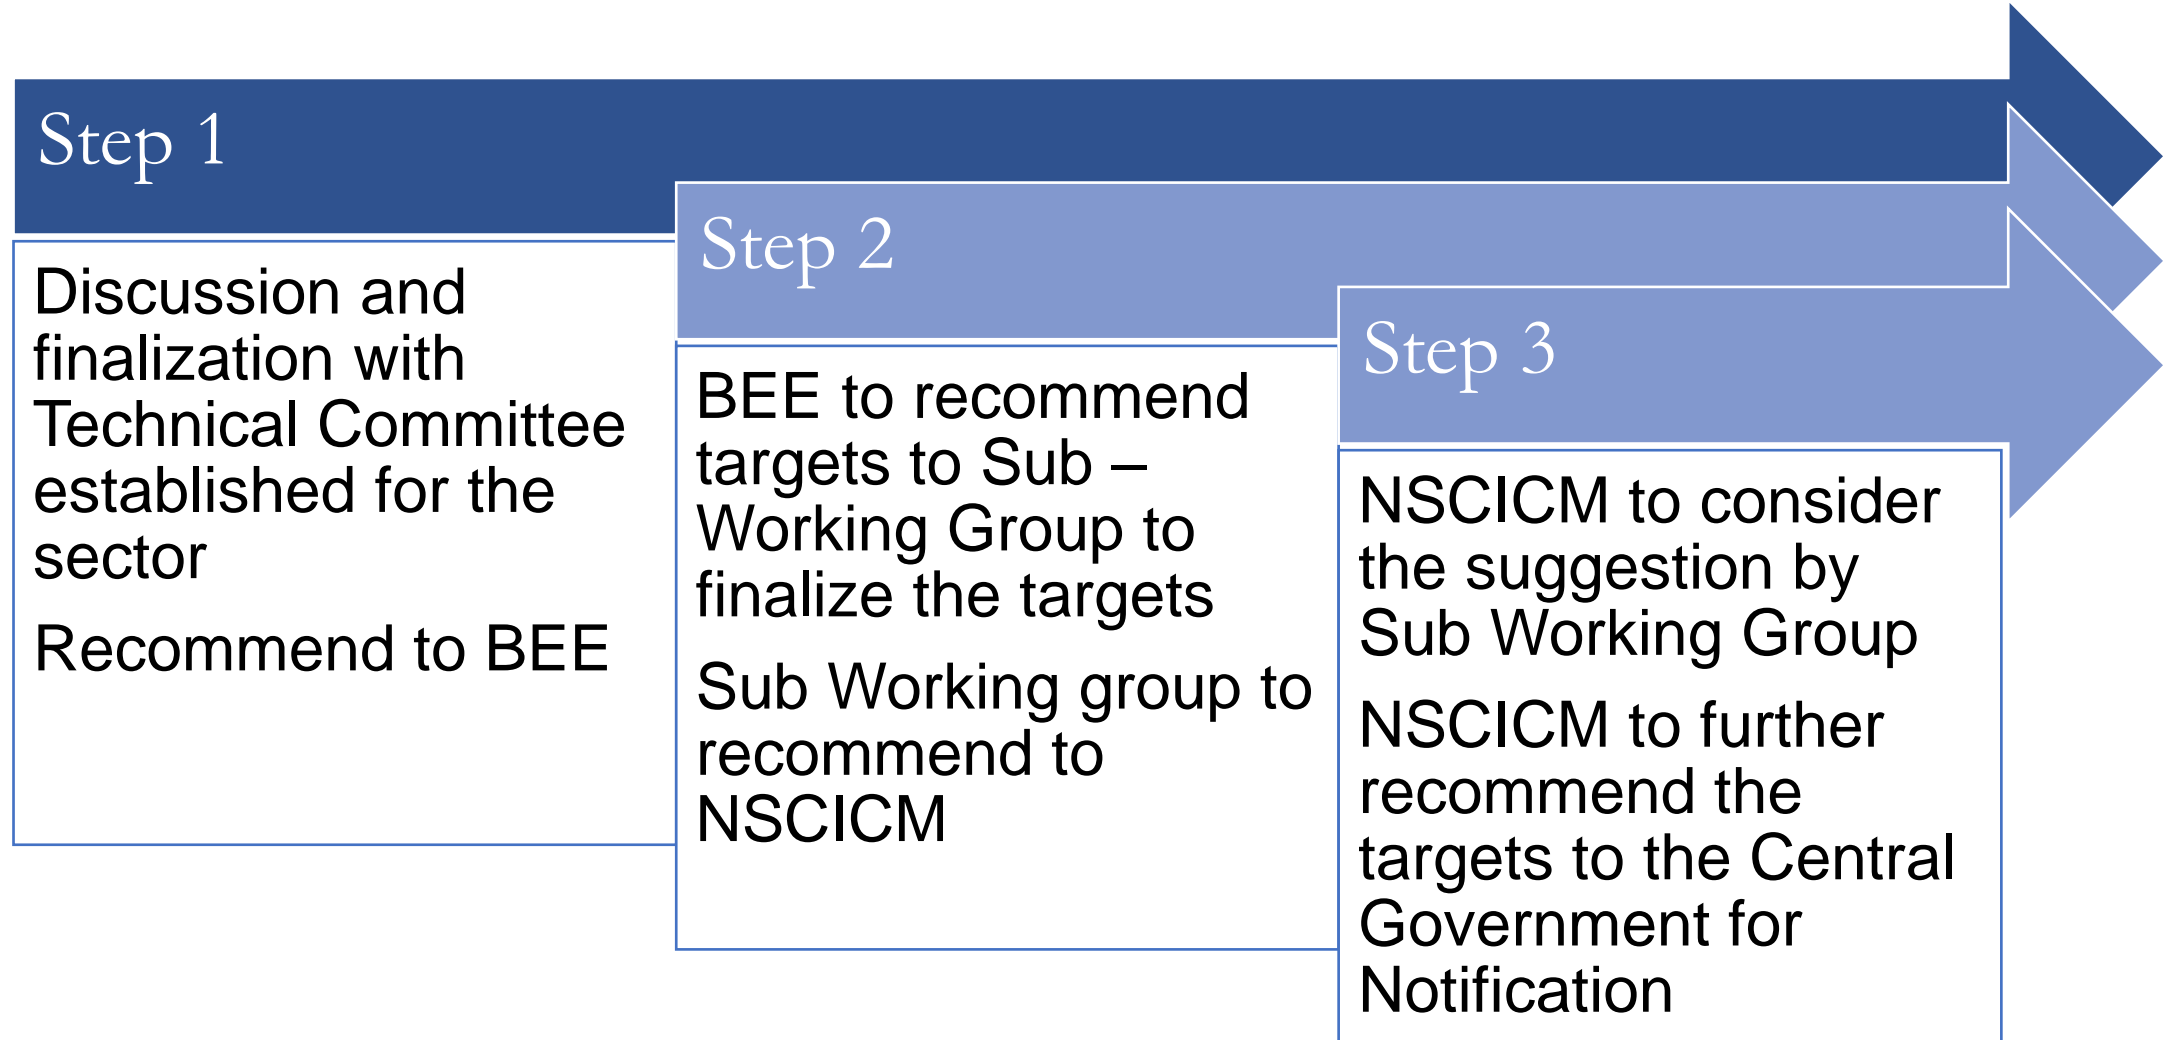 Step 1
Discussion and
finalization with
Technical Committee
established for the
sector
Recommend to BEE
Step 2
BEE to recommend
targets to Sub –
Working Group to
finalize the targets
Sub Working group to
recommend to
NSCICM
Step 3
NSCICM to consider
the suggestion by
Sub Working Group
NSCICM to further
recommend the
targets to the Central
Government for
Notification